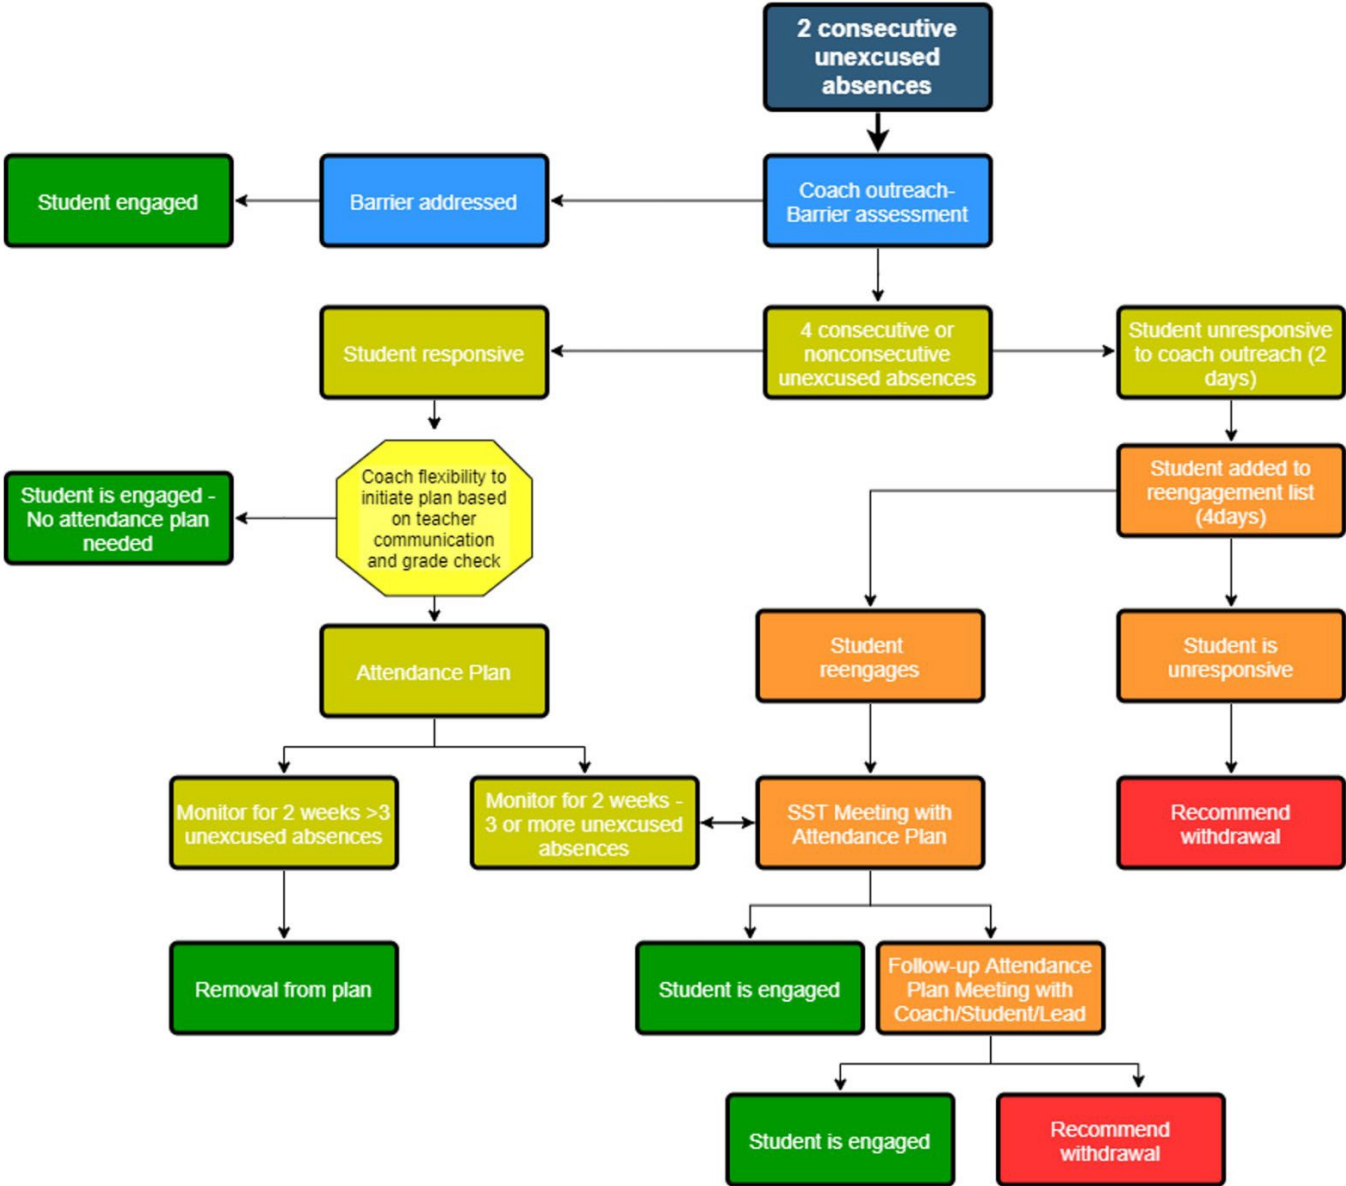 2 consecutive
unexcused
absences
Student engaged
Barrier addressed
Coach outreach-
Barrier assessment
Student responsive
4 consecutive or
nonconsecutive
unexcused absences
Student unresponsive
to coach outreach (2
days)
Student is engaged -
No attendance plan
needed
Coach flexibility to
initiate plan based
on teacher
communication
and grade check
Student added to
reengagement list
(4days)
Attendance Plan
Student
reengages
Student is
unresponsive
Monitor for 2 weeks >3
unexcused absences
Monitor for 2 weeks -
3 or more unexcused
absences
SST Meeting with
Attendance Plan
Recommend
withdrawal
Removal from plan
Student is engaged
Follow-up Attendance
Plan Meeting with
Coach/Student/Lead
Student is engaged
Recommend
withdrawal